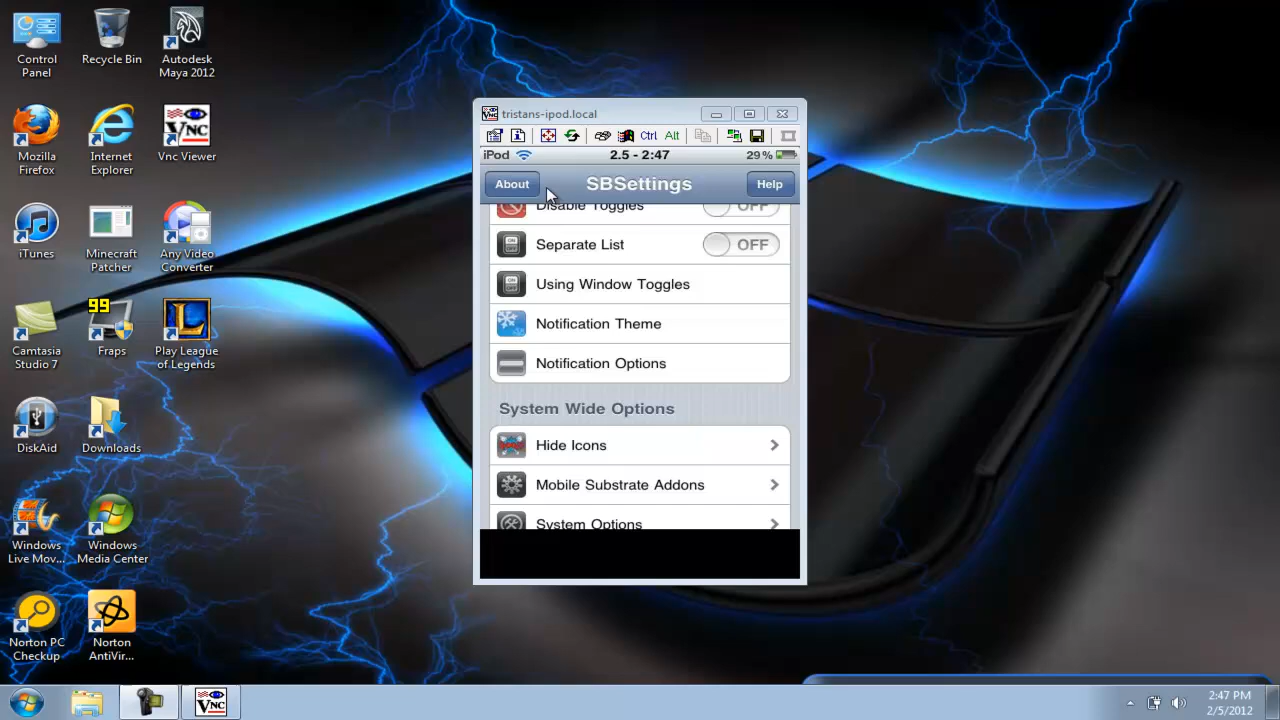 Control
Panel
Recycle Bin
Autodesk
Maya 2012
Mozilla
Firefox
Internet
Explorer
VNC
Vnc Viewer
iTunes
Minecraft
Patcher
Any Video
Converter
Camtasia
Studio 7
99
Fraps
Play League
of Legends
DiskAid
Downloads
Windows
Live Mov...
Windows
Media Center
Norton PC
Checkup
Norton
AntiVir...
tristans-ipod.local
Ctrl Alt
iPod 2.5 - 2:47 29%
About SBSettings Help
Disable Toggles OFF
Separate List OFF
Using Window Toggles
Notification Theme
Notification Options
System Wide Options
Hide Icons
Mobile Substrate Addons
System Options
VNC
2:47 PM
2/5/2012